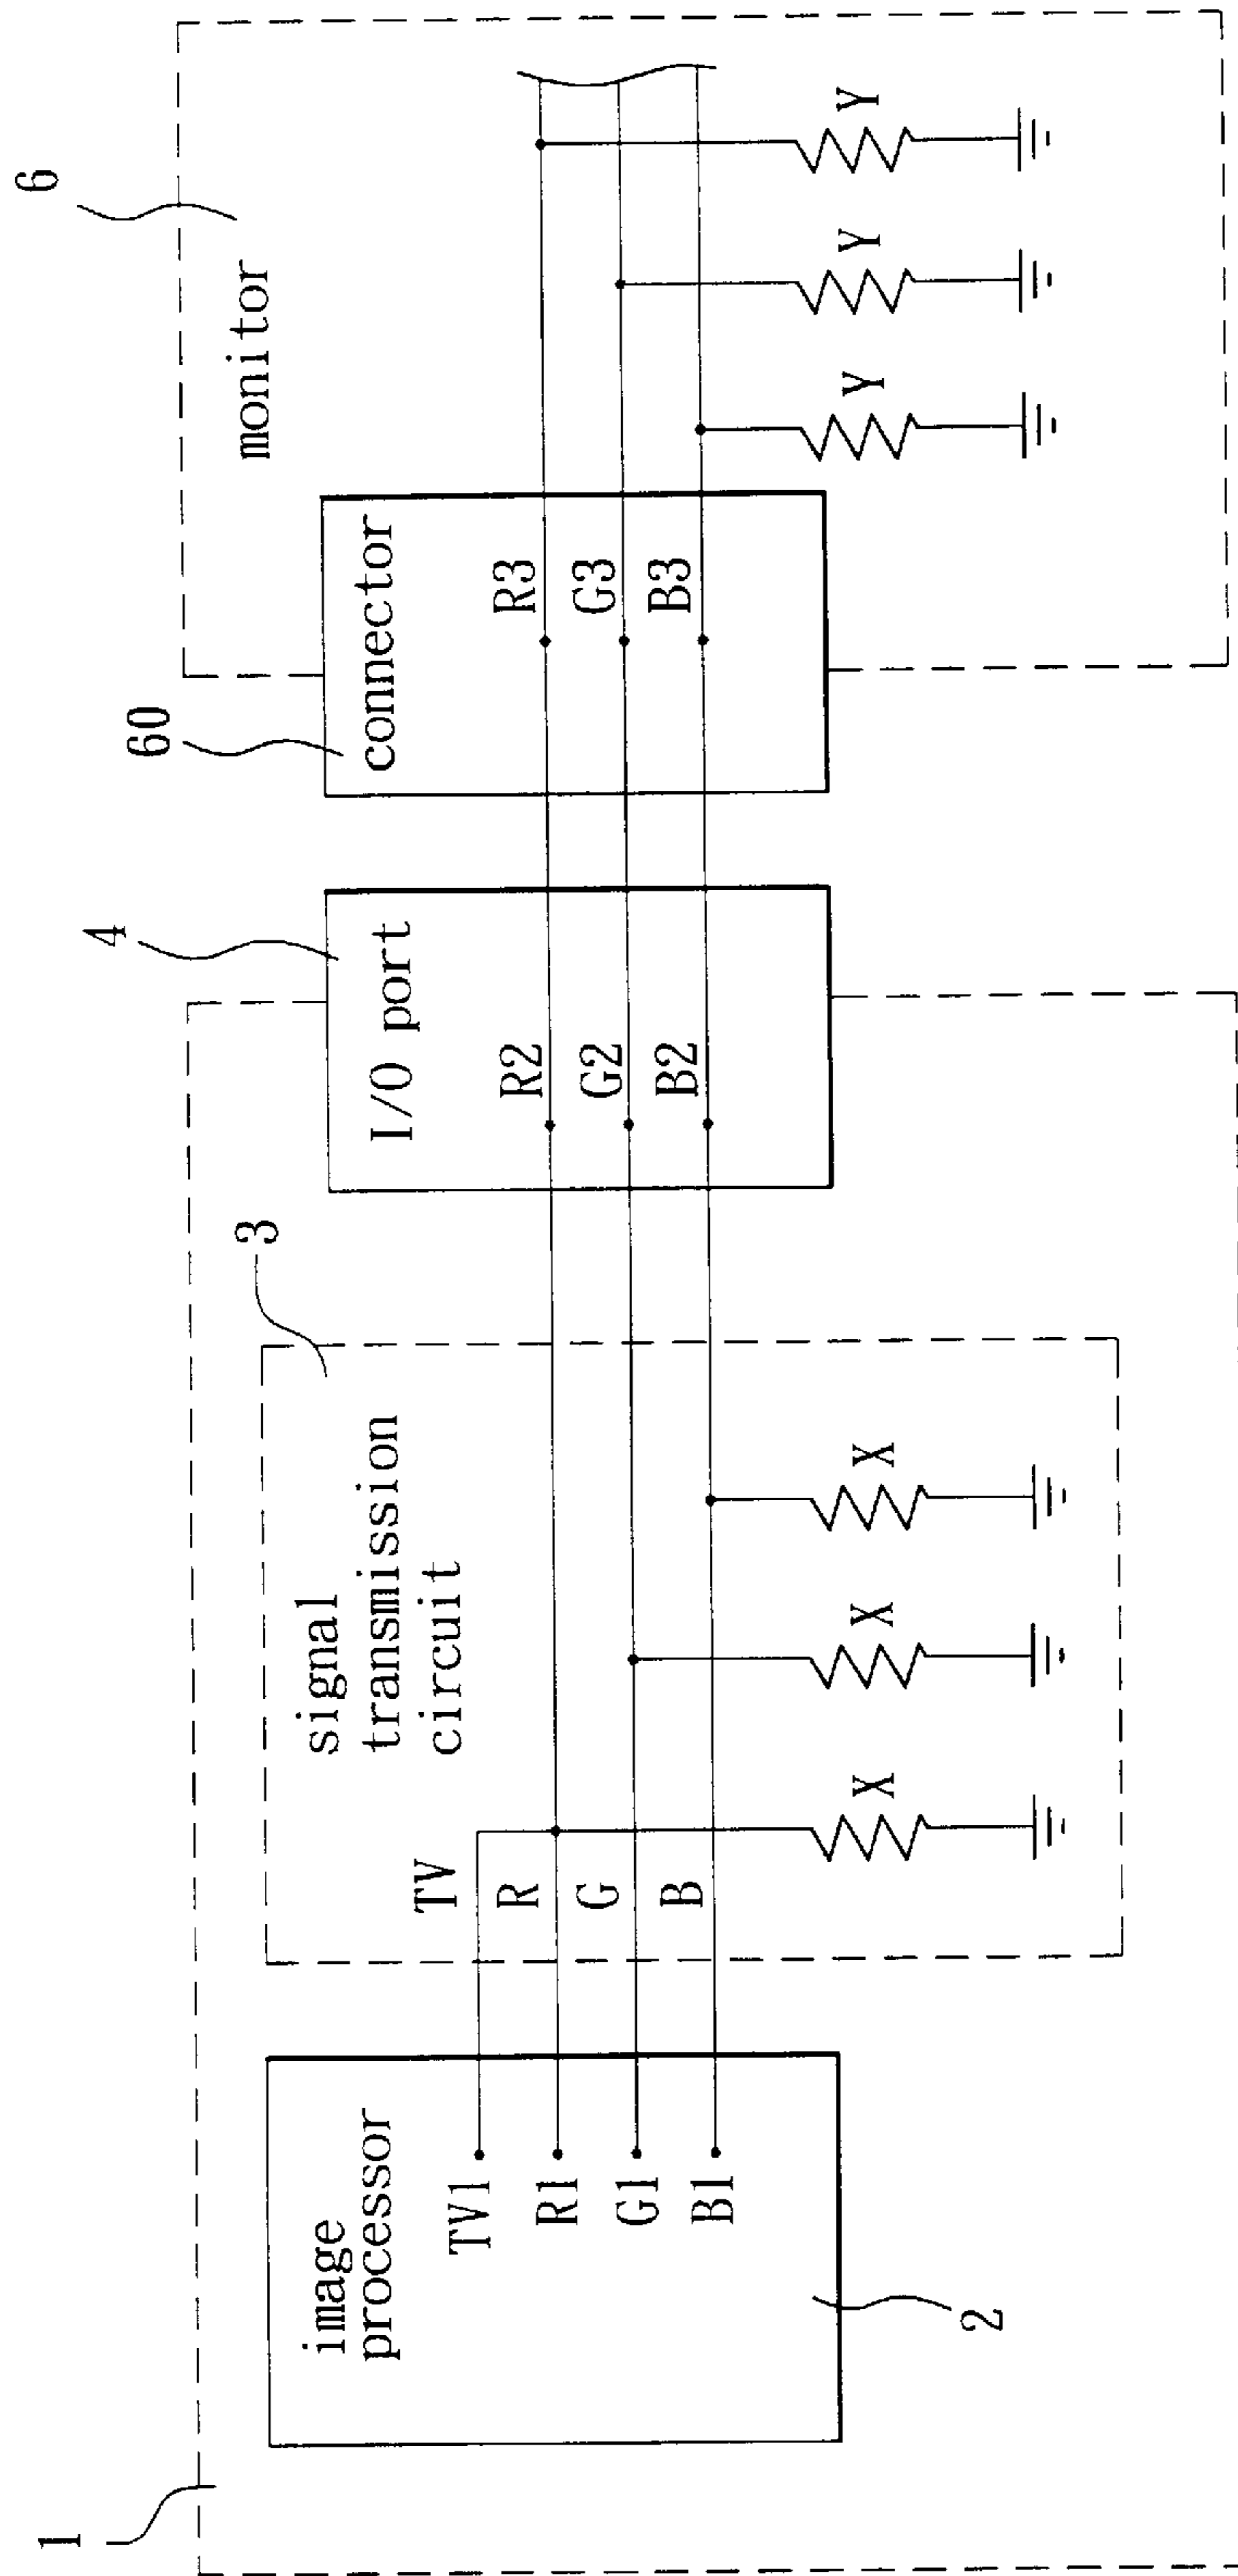 1
image
processor
TV1
R1
G1
B1
2
signal
transmission
circuit
3
TV
R
G
B
X
X
X
I/O port
4
R2
G2
B2
connector
60
R3
G3
B3
monitor
6
Y
Y
Y